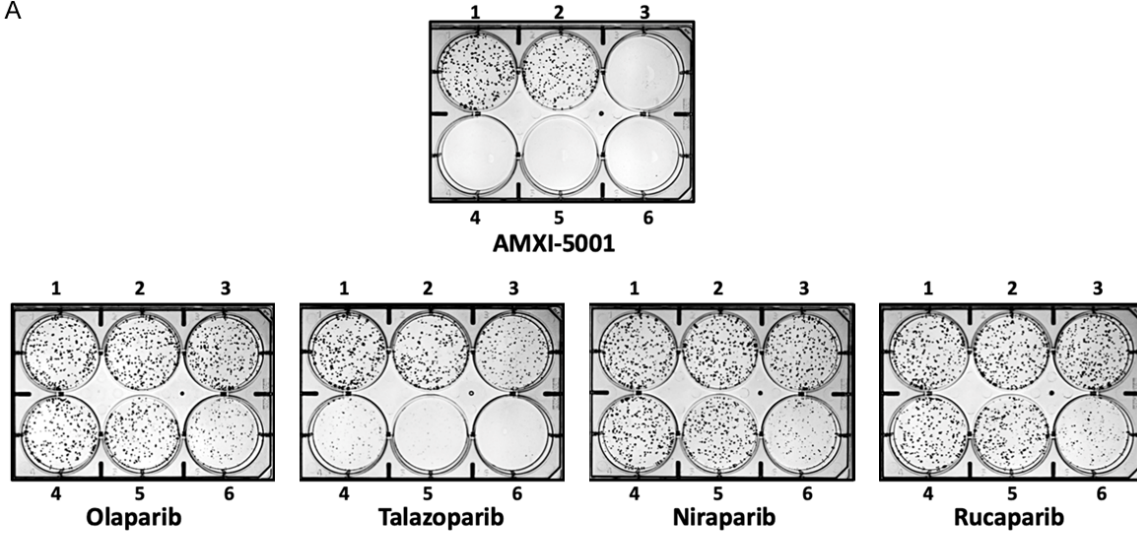 A
1 2 3
4 5 6
AMXI-5001
1 2 3 1 2 3 1 2 3 1 2 3
4 5 6 4 5 6 4 5 6 4 5 6
Olaparib Talazoparib Niraparib Rucaparib